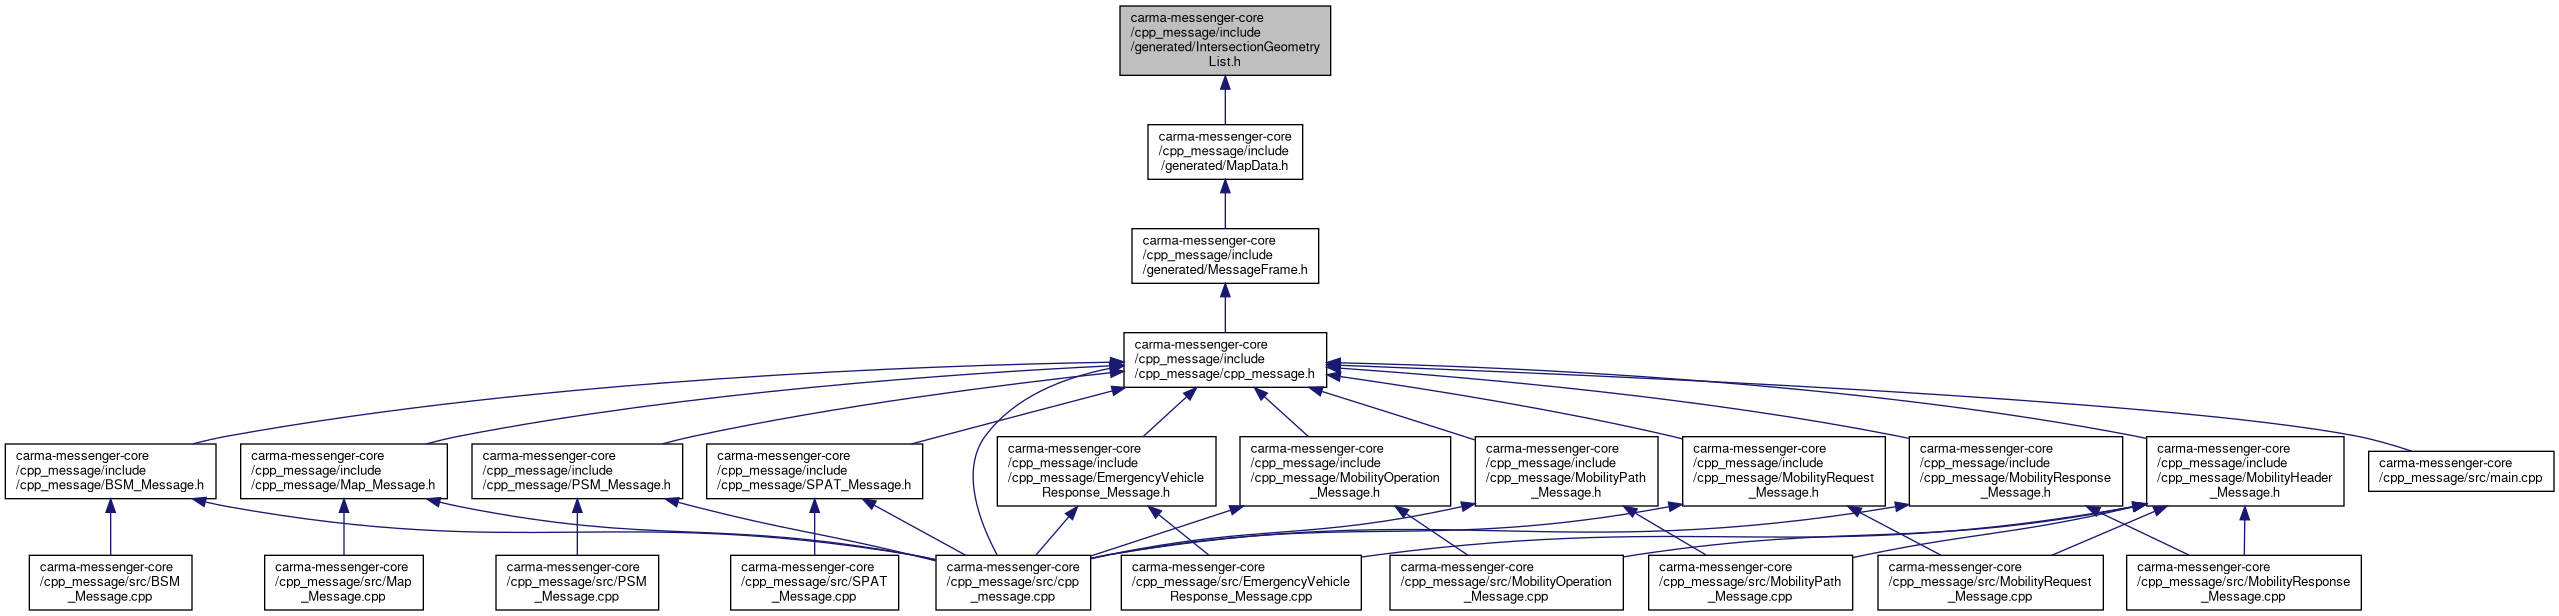 carma-messenger-core
/cpp_message/include
/generated/IntersectionGeometry
List.h
carma-messenger-core
/cpp_message/include
/generated/MapData.h
carma-messenger-core
/cpp_message/include
/generated/MessageFrame.h
carma-messenger-core
/cpp_message/include
/cpp_message/cpp_message.h
carma-messenger-core
/cpp_message/include
/cpp_message/BSM_Message.h
carma-messenger-core
/cpp_message/include
/cpp_message/Map_Message.h
carma-messenger-core
/cpp_message/include
/cpp_message/PSM_Message.h
carma-messenger-core
/cpp_message/include
/cpp_message/SPAT_Message.h
carma-messenger-core
/cpp_message/include
/cpp_message/EmergencyVehicle
Response_Message.h
carma-messenger-core
/cpp_message/include
/cpp_message/MobilityOperation
_Message.h
carma-messenger-core
/cpp_message/include
/cpp_message/MobilityPath
_Message.h
carma-messenger-core
/cpp_message/include
/cpp_message/MobilityRequest
_Message.h
carma-messenger-core
/cpp_message/include
/cpp_message/MobilityResponse
_Message.h
carma-messenger-core
/cpp_message/include
/cpp_message/MobilityHeader
_Message.h
carma-messenger-core
/cpp_message/src/main.cpp
carma-messenger-core
/cpp_message/src/BSM
_Message.cpp
carma-messenger-core
/cpp_message/src/Map
_Message.cpp
carma-messenger-core
/cpp_message/src/PSM
_Message.cpp
carma-messenger-core
/cpp_message/src/SPAT
_Message.cpp
carma-messenger-core
/cpp_message/src/cpp
_message.cpp
carma-messenger-core
/cpp_message/src/EmergencyVehicle
Response_Message.cpp
carma-messenger-core
/cpp_message/src/MobilityOperation
_Message.cpp
carma-messenger-core
/cpp_message/src/MobilityPath
_Message.cpp
carma-messenger-core
/cpp_message/src/MobilityRequest
_Message.cpp
carma-messenger-core
/cpp_message/src/MobilityResponse
_Message.cpp